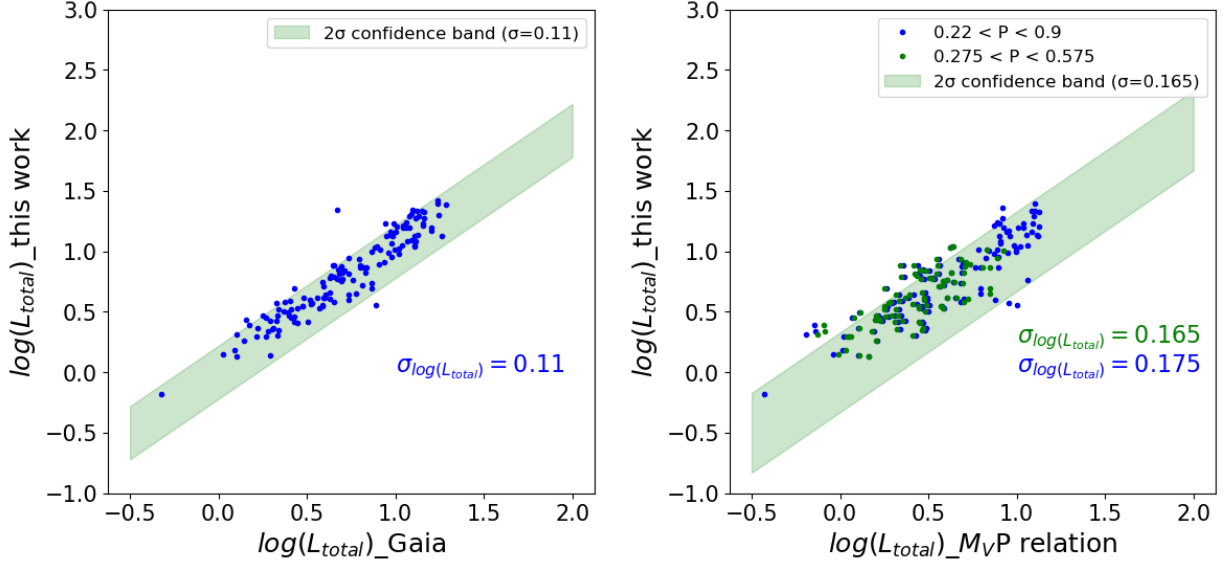 2σ confidence band (σ=0.11)
log(L_total)_this work
3.0
2.5
2.0
1.5
1.0
0.5
0.0
−0.5
−1.0
σ_log(L_total) = 0.11
−0.5 0.0 0.5 1.0 1.5 2.0
log(L_total)_Gaia
0.22 < P < 0.9
0.275 < P < 0.575
2σ confidence band (σ=0.165)
log(L_total)_this work
3.0
2.5
2.0
1.5
1.0
0.5
0.0
−0.5
−1.0
σ_log(L_total) = 0.165
σ_log(L_total) = 0.175
−0.5 0.0 0.5 1.0 1.5 2.0
log(L_total)_M_VP relation